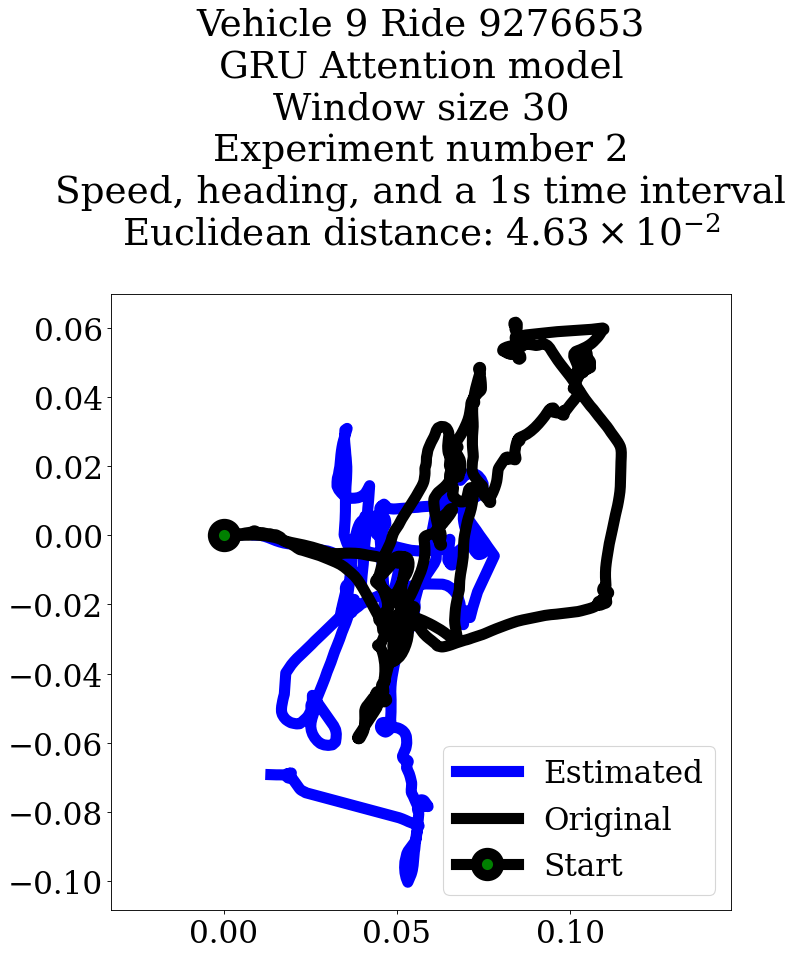 Vehicle 9 Ride 9276653
GRU Attention model
Window size 30
Experiment number 2
Speed, heading, and a 1s time interval
Euclidean distance: 4.63 × 10⁻²
0.06
0.04
0.02
0.00
−0.02
−0.04
−0.06
−0.08
−0.10
Estimated
Original
Start
0.00 0.05 0.10